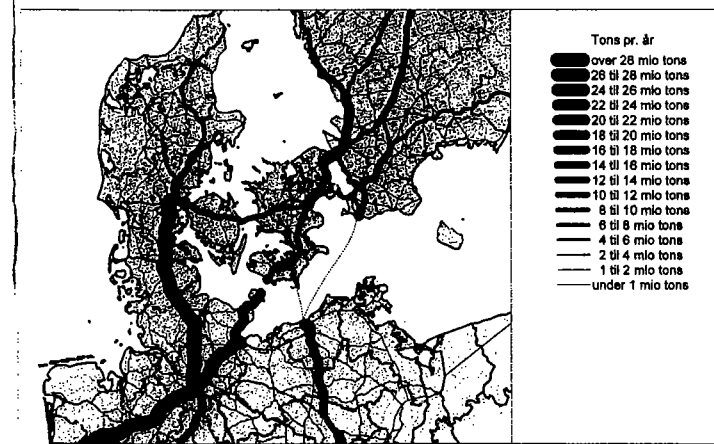 Tons pr. år
over 28 mio tons
26 til 28 mio tons
24 til 26 mio tons
22 til 24 mio tons
20 til 22 mio tons
18 til 20 mio tons
16 til 18 mio tons
14 til 16 mio tons
12 til 14 mio tons
10 til 12 mio tons
8 til 10 mio tons
6 til 8 mio tons
4 til 6 mio tons
2 til 4 mio tons
1 til 2 mio tons
under 1 mio tons